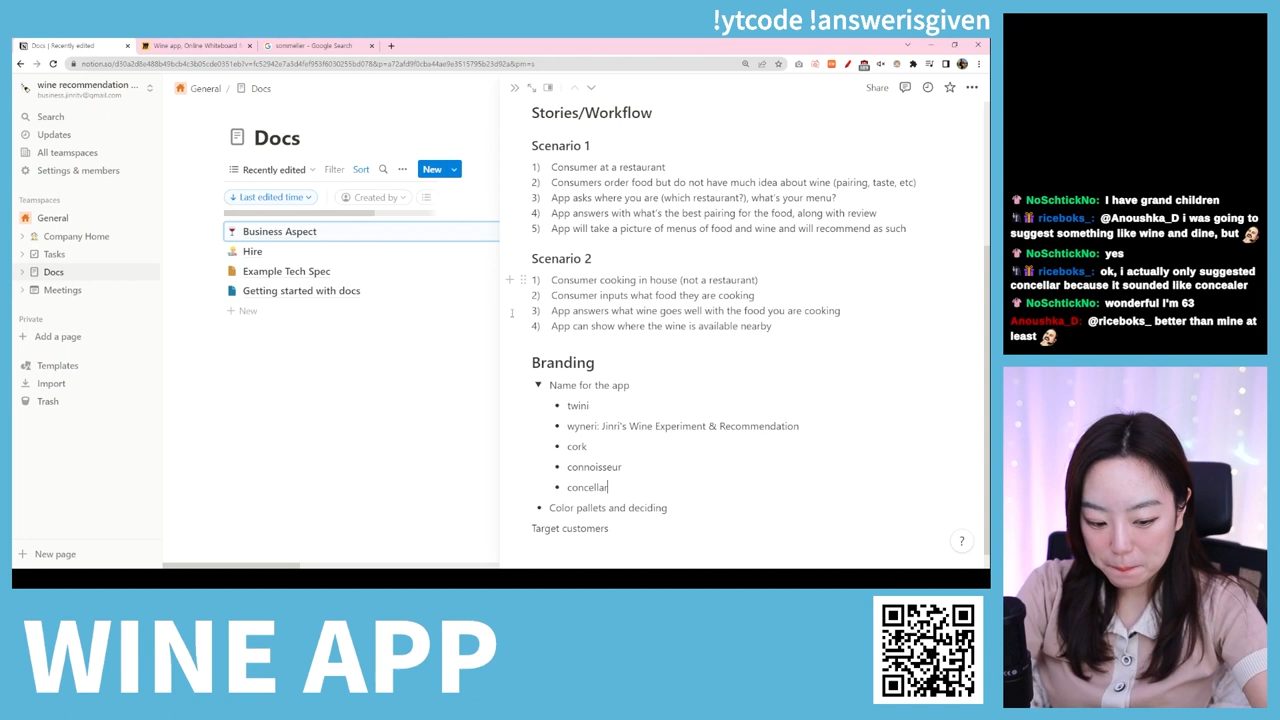 !ytcode !answerisgiven
Docs | Recently edited
Wine app, Online Whiteboard f
sommelier - Google Search
wine recommendation ...
business.jinritv@gmail.com
General / Docs
Share
Search
Updates
All teamspaces
Settings & members
Teamspaces
General
Company Home
Tasks
Docs
Meetings
Private
Add a page
Templates
Import
Trash
New page
Docs
Recently edited
Filter
Sort
New
Last edited time
Created by
Business Aspect
Hire
Example Tech Spec
Getting started with docs
New
Stories/Workflow
Scenario 1
1) Consumer at a restaurant
2) Consumers order food but do not have much idea about wine (pairing, taste, etc)
3) App asks where you are (which restaurant?), what's your menu?
4) App answers with what's the best pairing for the food, along with review
5) App will take a picture of menus of food and wine and will recommend as such
Scenario 2
1) Consumer cooking in house (not a restaurant)
2) Consumer inputs what food they are cooking
3) App answers what wine goes well with the food you are cooking
4) App can show where the wine is available nearby
Branding
Name for the app
• twini
• wyneri: Jinri's Wine Experiment & Recommendation
• cork
• connoisseur
• concellar
• Color pallets and deciding
Target customers
?
NoSchtickNo: I have grand children
riceboks_: @Anoushka_D i was going to
suggest something like wine and dine, but
NoSchtickNo: yes
riceboks_: ok, i actually only suggested
concellar because it sounded like concealer
NoSchtickNo: wonderful I'm 63
Anoushka_D: @riceboks_ better than mine at
least
WINE APP